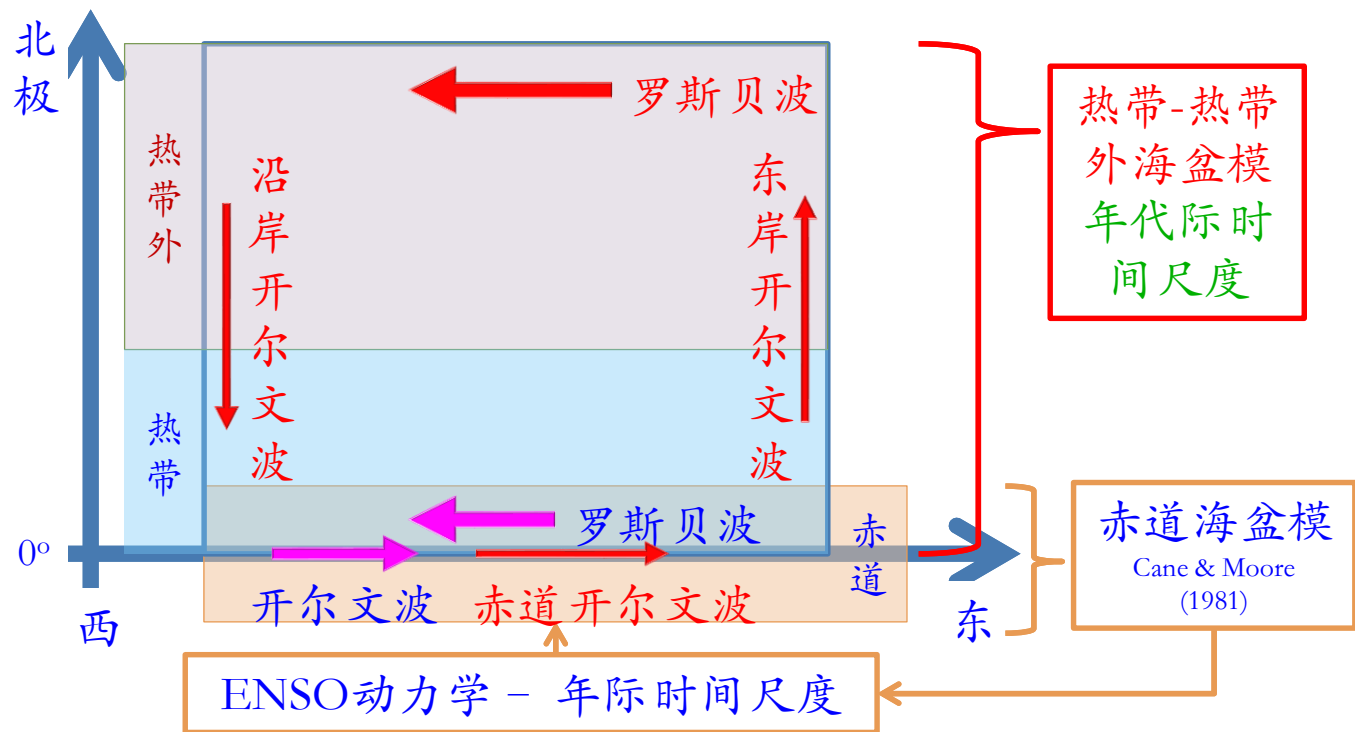 北
极
罗斯贝波
热
带
外
沿
岸
开
尔
文
波
东
岸
开
尔
文
波
热带-热带
外海盆模
年代际时
间尺度
热
带
罗斯贝波
0°
赤
道
赤道海盆模
Cane & Moore
(1981)
西
开尔文波
赤道开尔文波
东
ENSO动力学 – 年际时间尺度